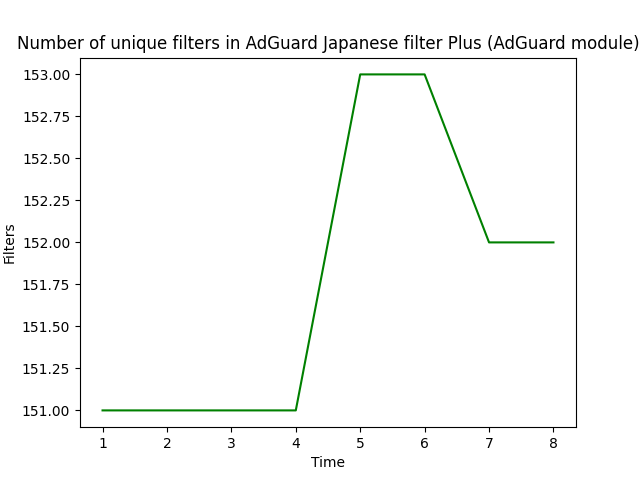 Number of unique filters in AdGuard Japanese filter Plus (AdGuard module)
153.00
152.75
152.50
152.25
152.00
151.75
151.50
151.25
151.00
Filters
1 2 3 4 5 6 7 8
Time